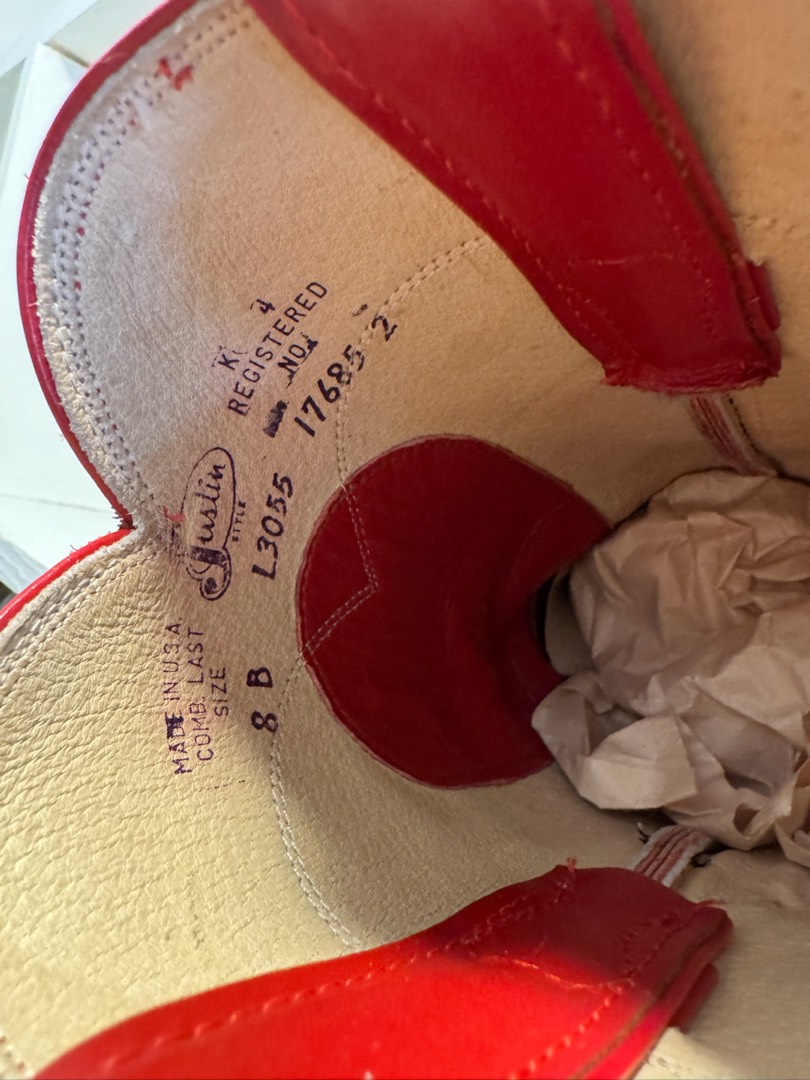 MADE IN U.S.A.
COMB. LAST
SIZE
8 B
Justin
STYLE
L3055
4
REGISTERED
NO.
17685 2